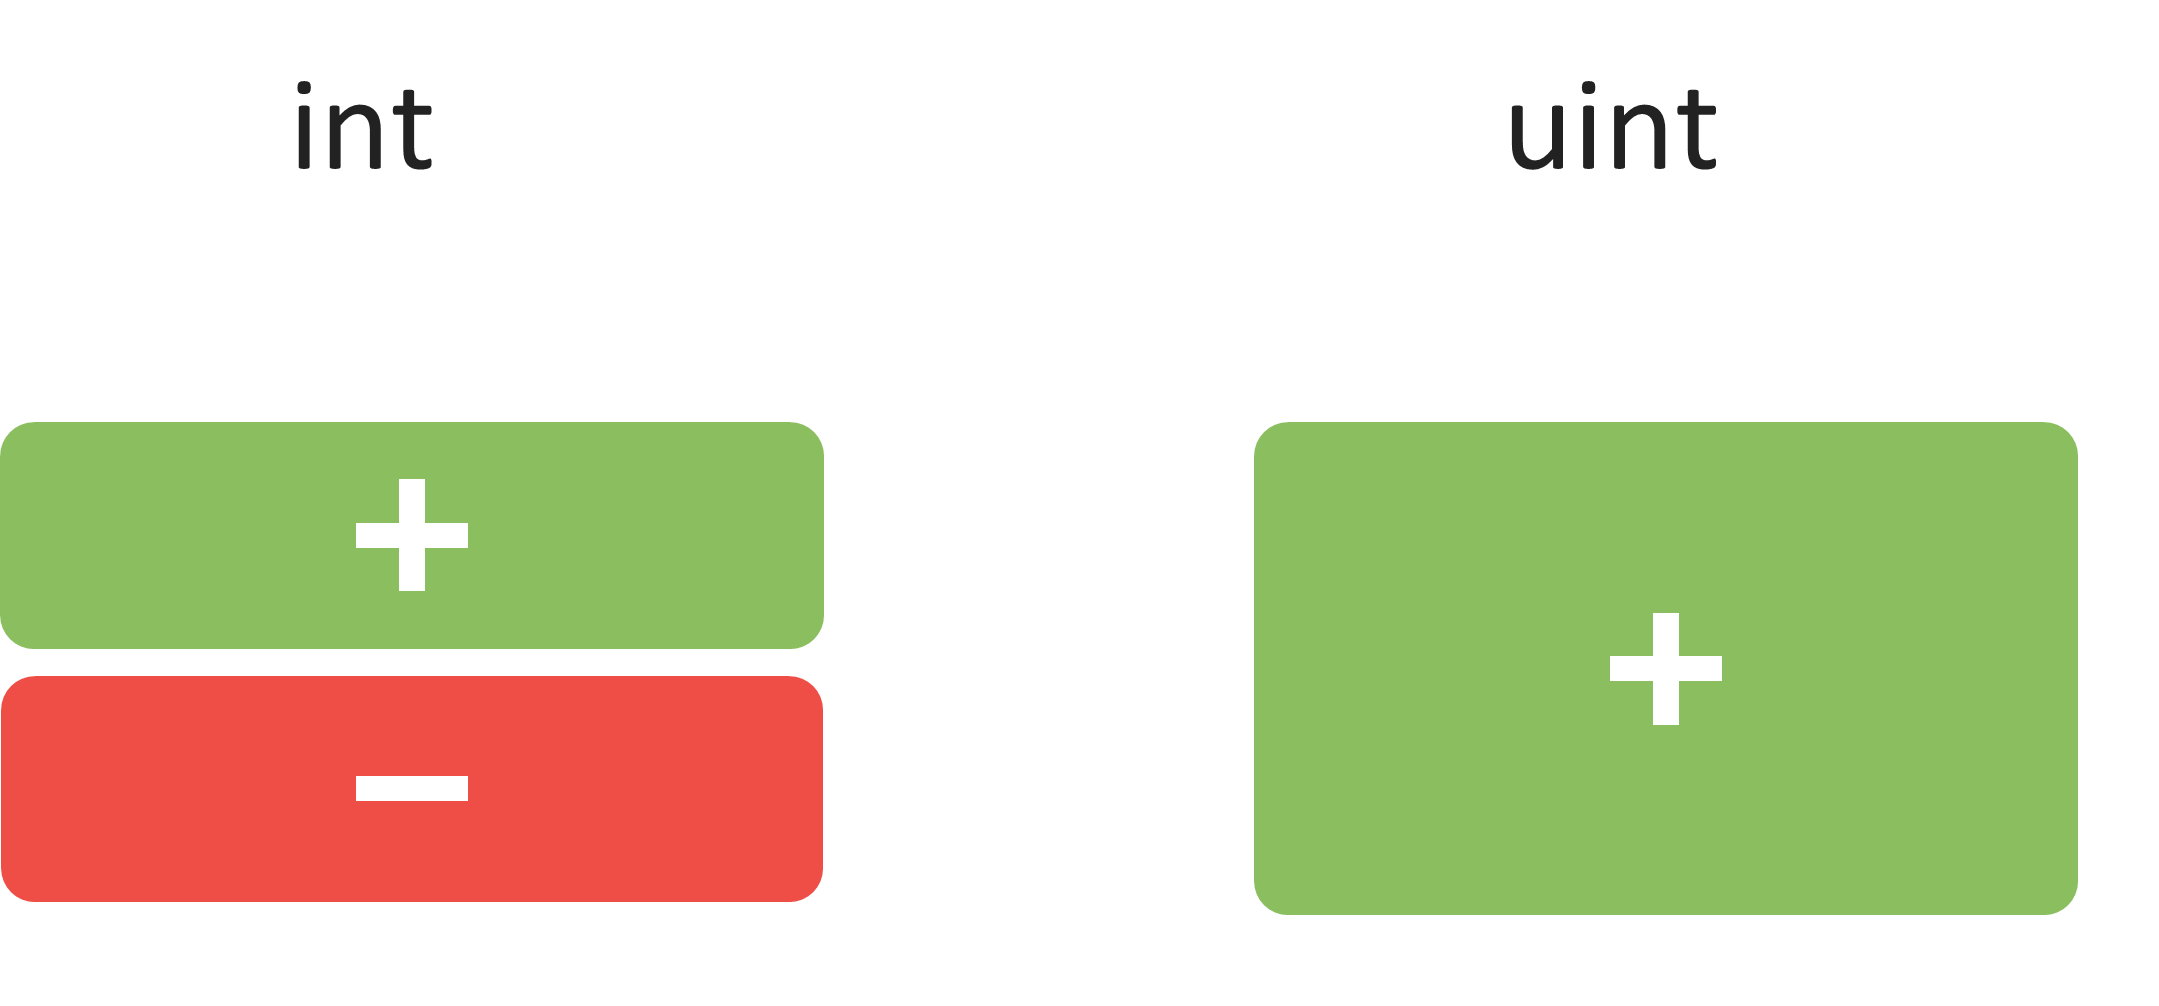 int
uint
+
+
−